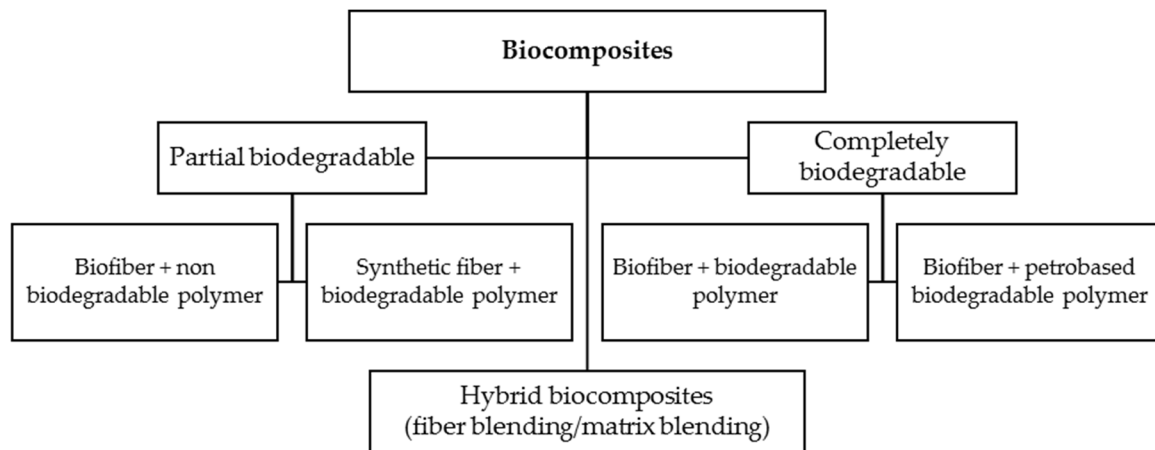 Biocomposites
Partial biodegradable
Completely
biodegradable
Biofiber + non
biodegradable polymer
Synthetic fiber +
biodegradable polymer
Biofiber + biodegradable
polymer
Biofiber + petrobased
biodegradable polymer
Hybrid biocomposites
(fiber blending/matrix blending)